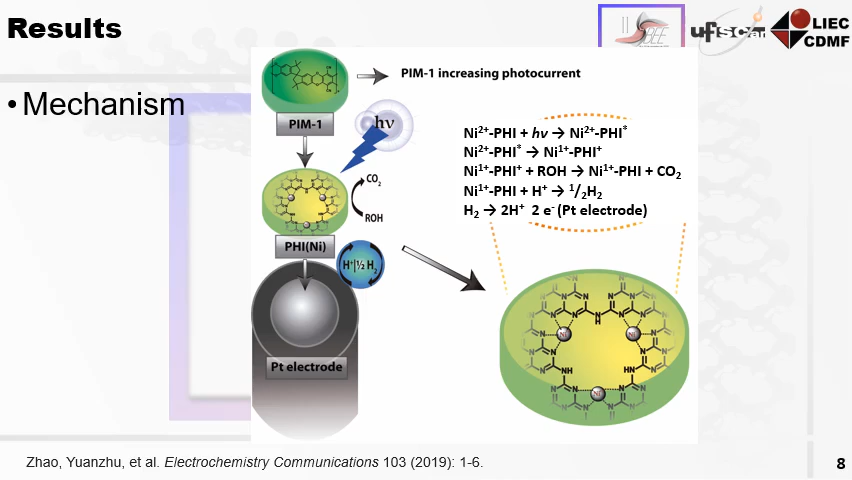 Results
ufscar
LIEC
CDMF
• Mechanism
PIM-1 increasing photocurrent
PIM-1
hν
CO₂
ROH
PHI(Ni)
H⁺|½ H₂
Pt electrode
Ni²⁺-PHI + hν → Ni²⁺-PHI*
Ni²⁺-PHI* → Ni¹⁺-PHI⁺
Ni¹⁺-PHI⁺ + ROH → Ni¹⁺-PHI + CO₂
Ni¹⁺-PHI + H⁺ → ¹/₂H₂
H₂ → 2H⁺ 2 e⁻ (Pt electrode)
Zhao, Yuanzhu, et al. Electrochemistry Communications 103 (2019): 1-6.
8